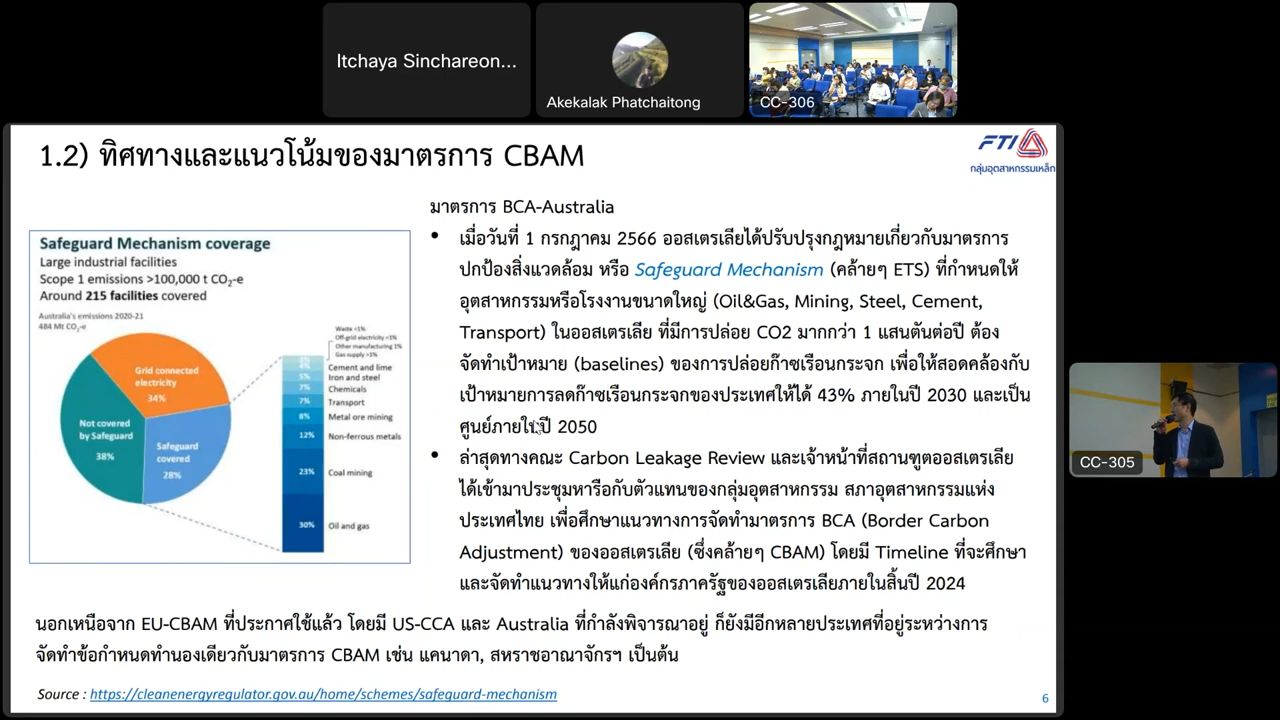 Itchaya Sinchareon...
Akekalak Phatchaitong
CC-306
1.2) ทิศทางและแนวโน้มของมาตรการ CBAM
FTI
กลุ่มอุตสาหกรรมเหล็ก
มาตรการ BCA-Australia
Safeguard Mechanism coverage
Large industrial facilities
Scope 1 emissions >100,000 t CO2-e
Around 215 facilities covered
Australia's emissions 2020-21
484 Mt CO2-e
Grid connected
electricity
34%
Not covered
by Safeguard
38%
Safeguard
covered
28%
Waste <1%
Off-grid electricity <1%
Other manufacturing 1%
Gas supply >1%
Cement and lime
5% Iron and steel
7% Chemicals
7% Transport
8% Metal ore mining
12% Non-ferrous metals
23% Coal mining
30% Oil and gas
• เมื่อวันที่ 1 กรกฎาคม 2566 ออสเตรเลียได้ปรับปรุงกฎหมายเกี่ยวกับมาตรการ
ปกป้องสิ่งแวดล้อม หรือ Safeguard Mechanism (คล้ายๆ ETS) ที่กำหนดให้
อุตสาหกรรมหรือโรงงานขนาดใหญ่ (Oil&Gas, Mining, Steel, Cement,
Transport) ในออสเตรเลีย ที่มีการปล่อย CO2 มากกว่า 1 แสนตันต่อปี ต้อง
จัดทำเป้าหมาย (baselines) ของการปล่อยก๊าซเรือนกระจก เพื่อให้สอดคล้องกับ
เป้าหมายการลดก๊าซเรือนกระจกของประเทศให้ได้ 43% ภายในปี 2030 และเป็น
ศูนย์ภายในปี 2050
• ล่าสุดทางคณะ Carbon Leakage Review และเจ้าหน้าที่สถานฑูตออสเตรเลีย
ได้เข้ามาประชุมหารือกับตัวแทนของกลุ่มอุตสาหกรรม สภาอุตสาหกรรมแห่ง
ประเทศไทย เพื่อศึกษาแนวทางการจัดทำมาตรการ BCA (Border Carbon
Adjustment) ของออสเตรเลีย (ซึ่งคล้ายๆ CBAM) โดยมี Timeline ที่จะศึกษา
และจัดทำแนวทางให้แก่องค์กรภาครัฐของออสเตรเลียภายในสิ้นปี 2024
นอกเหนือจาก EU-CBAM ที่ประกาศใช้แล้ว โดยมี US-CCA และ Australia ที่กำลังพิจารณาอยู่ ก็ยังมีอีกหลายประเทศที่อยู่ระหว่างการ
จัดทำข้อกำหนดทำนองเดียวกับมาตรการ CBAM เช่น แคนาดา, สหราชอาณาจักรฯ เป็นต้น
Source : https://cleanenergyregulator.gov.au/home/schemes/safeguard-mechanism
6
CC-305